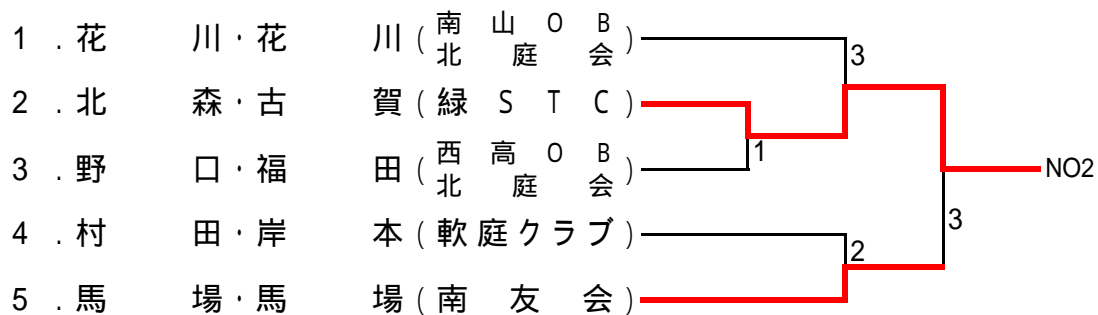 1 .花 川・花 川(南山OB 北庭会)
3
2 .北 森・古 賀(緑STC)
1
3 .野 口・福 田(西高OB 北庭会)
NO2
3
4 .村 田・岸 本(軟庭クラブ)
2
5 .馬 場・馬 場(南友会)